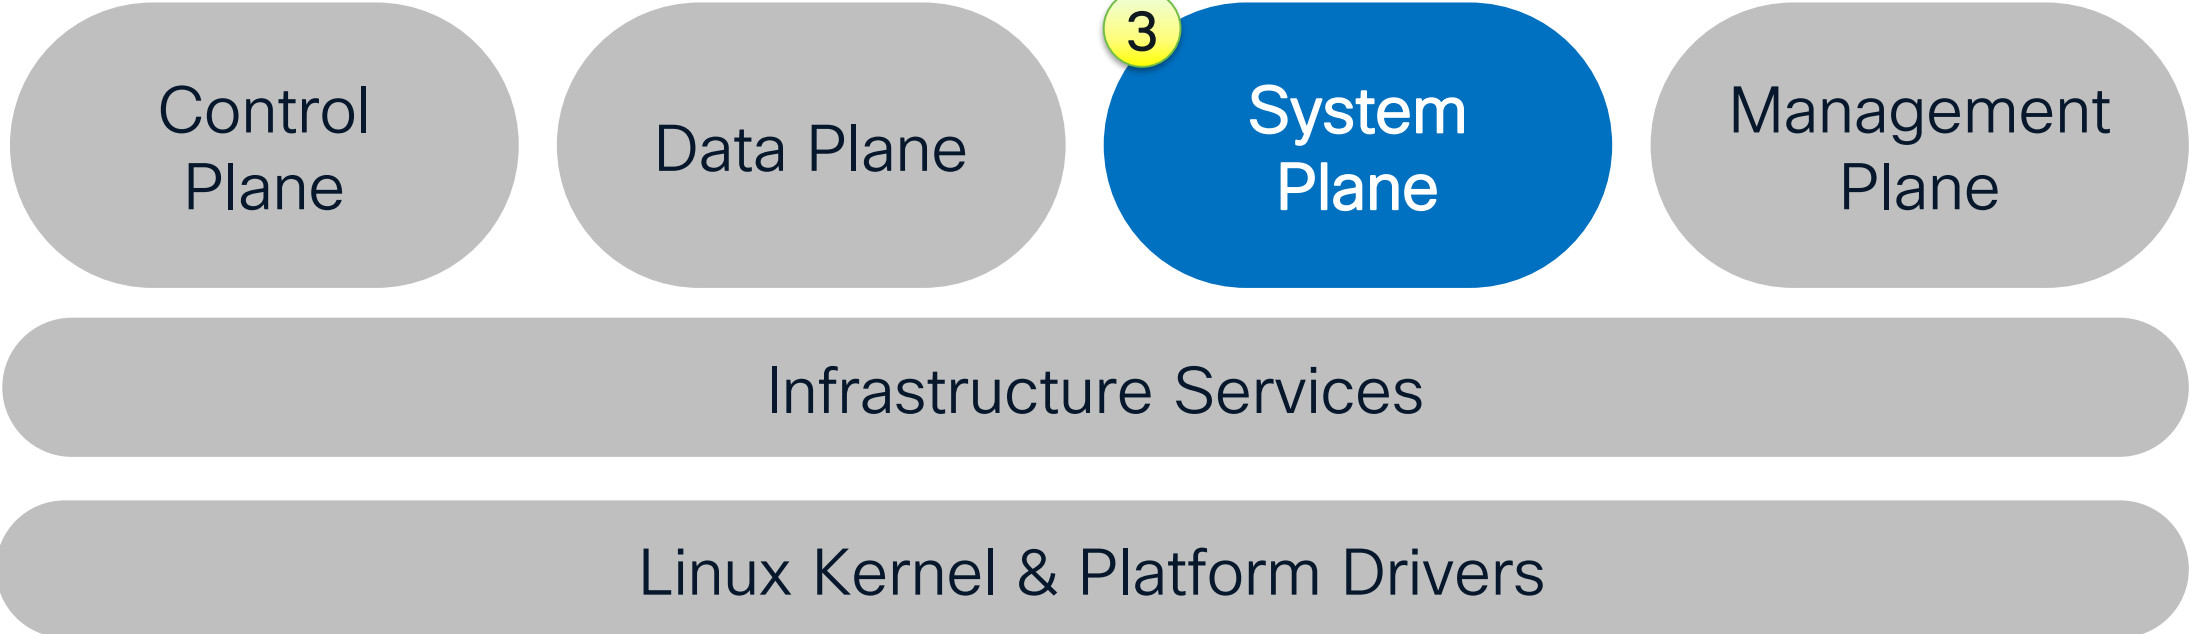 Control
Plane
Data Plane
3
System
Plane
Management
Plane
Infrastructure Services
Linux Kernel & Platform Drivers